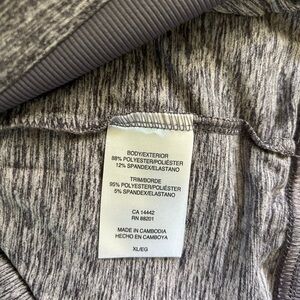 BODY/EXTERIOR
88% POLYESTER/POLIÉSTER
12% SPANDEX/ELASTANO
TRIM/BORDE
95% POLYESTER/POLIÉSTER
5% SPANDEX/ELASTANO
CA 14442
RN 88201
MADE IN CAMBODIA
HECHO EN CAMBOYA
XL/EG